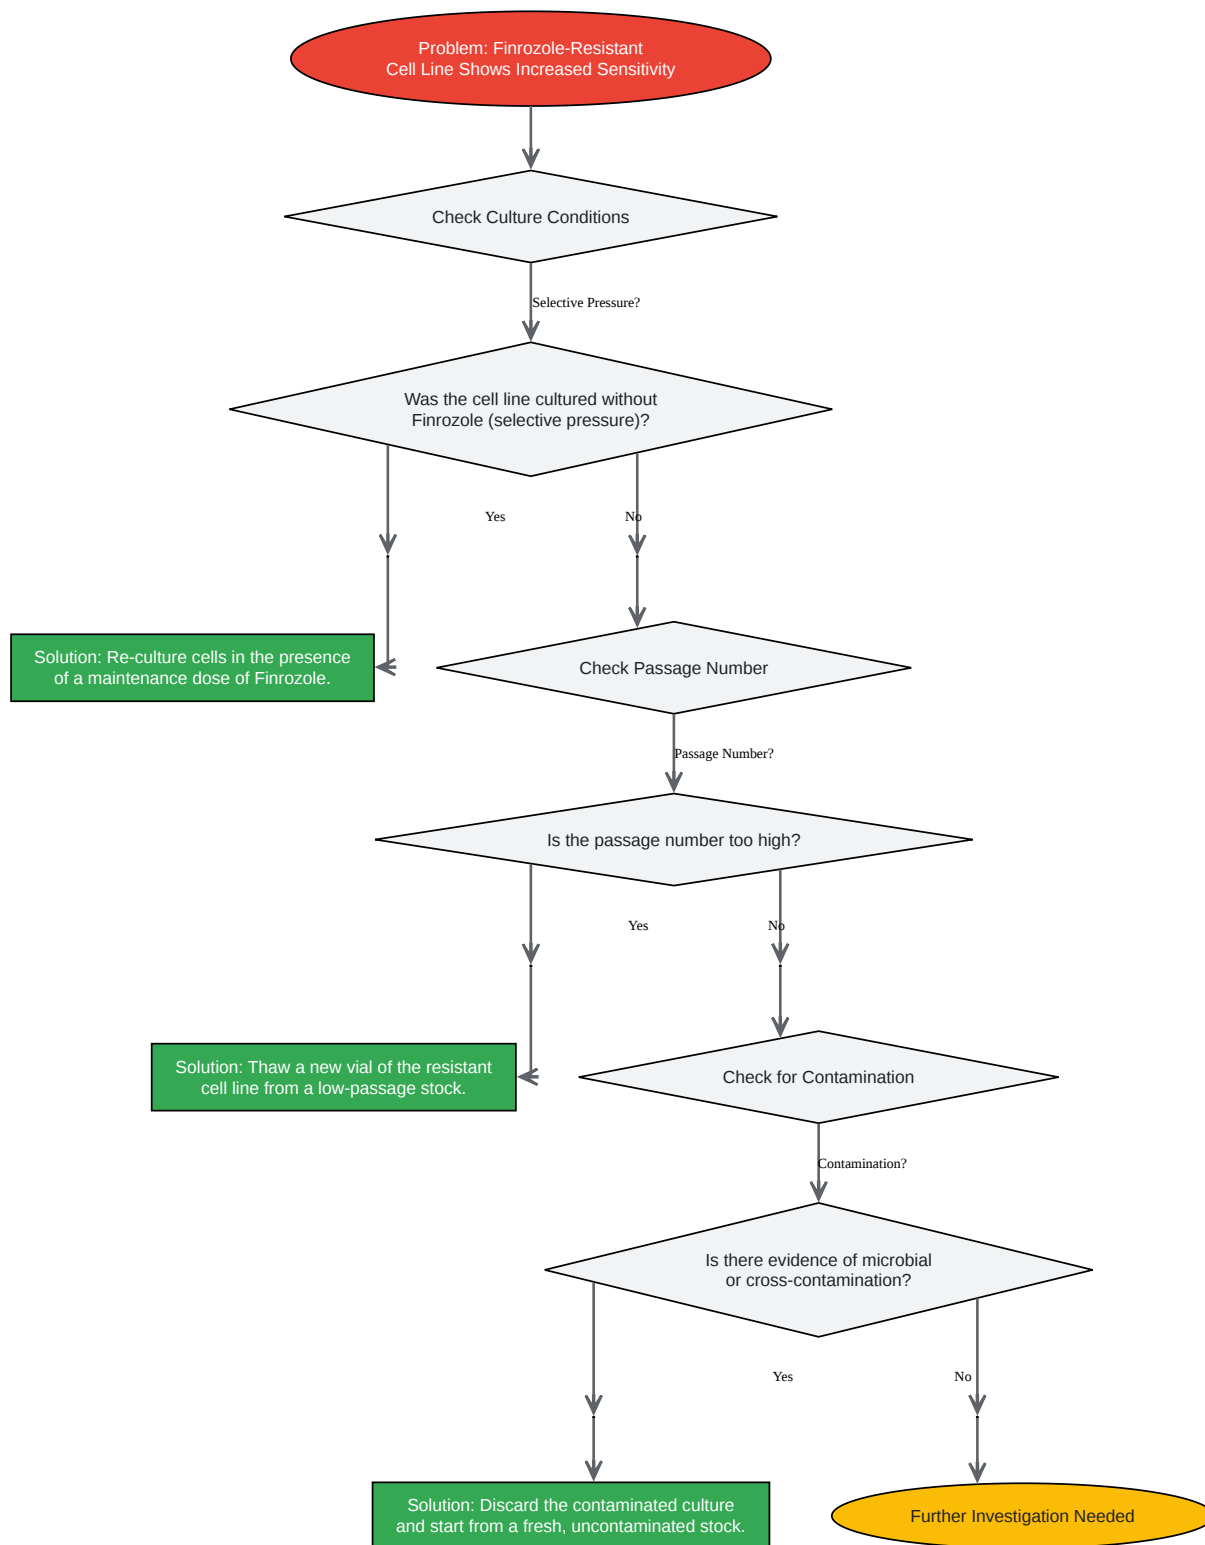 Problem: Finrozole-Resistant
Cell Line Shows Increased Sensitivity
Check Culture Conditions
Selective Pressure?
Was the cell line cultured without
Finrozole (selective pressure)?
Yes
No
Solution: Re-culture cells in the presence
of a maintenance dose of Finrozole.
Check Passage Number
Passage Number?
Is the passage number too high?
Yes
No
Solution: Thaw a new vial of the resistant
cell line from a low-passage stock.
Check for Contamination
Contamination?
Is there evidence of microbial
or cross-contamination?
Yes
No
Solution: Discard the contaminated culture
and start from a fresh, uncontaminated stock.
Further Investigation Needed